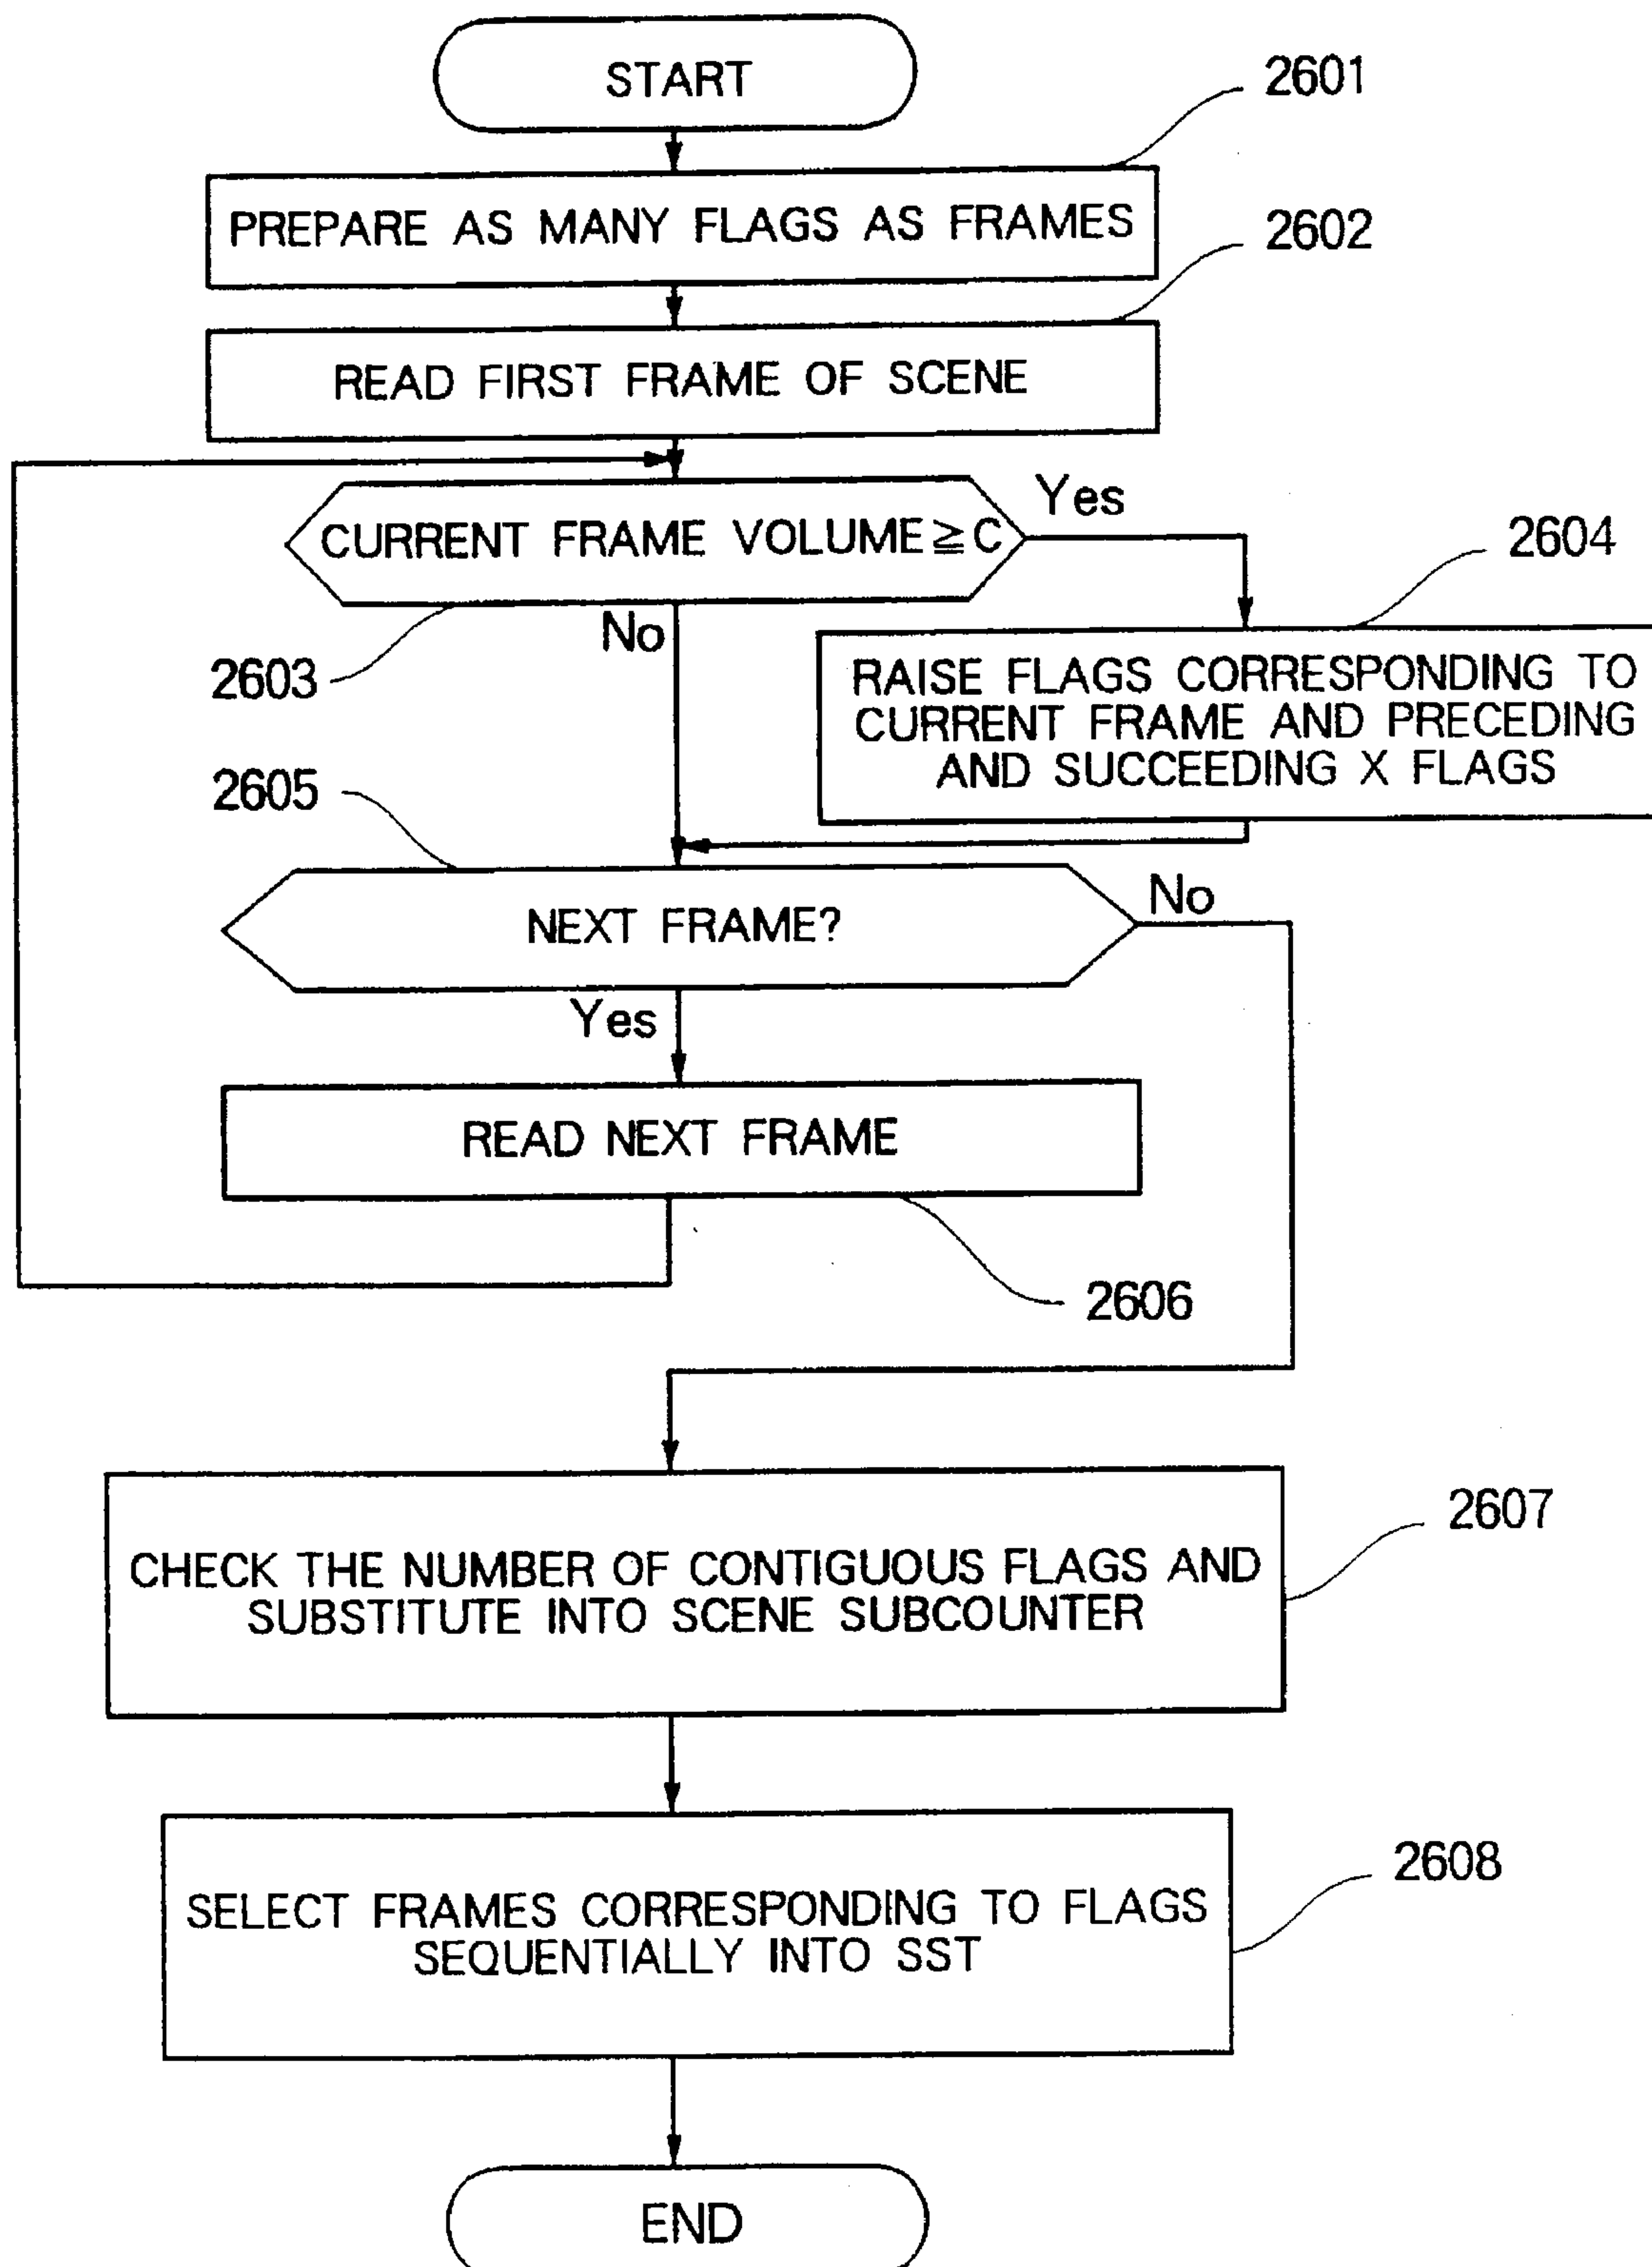 START
2601
PREPARE AS MANY FLAGS AS FRAMES
2602
READ FIRST FRAME OF SCENE
Yes
CURRENT FRAME VOLUME ≧ C
2604
No
2603
RAISE FLAGS CORRESPONDING TO
CURRENT FRAME AND PRECEDING
AND SUCCEEDING X FLAGS
2605
No
NEXT FRAME?
Yes
READ NEXT FRAME
2606
2607
CHECK THE NUMBER OF CONTIGUOUS FLAGS AND
SUBSTITUTE INTO SCENE SUBCOUNTER
2608
SELECT FRAMES CORRESPONDING TO FLAGS
SEQUENTIALLY INTO SST
END